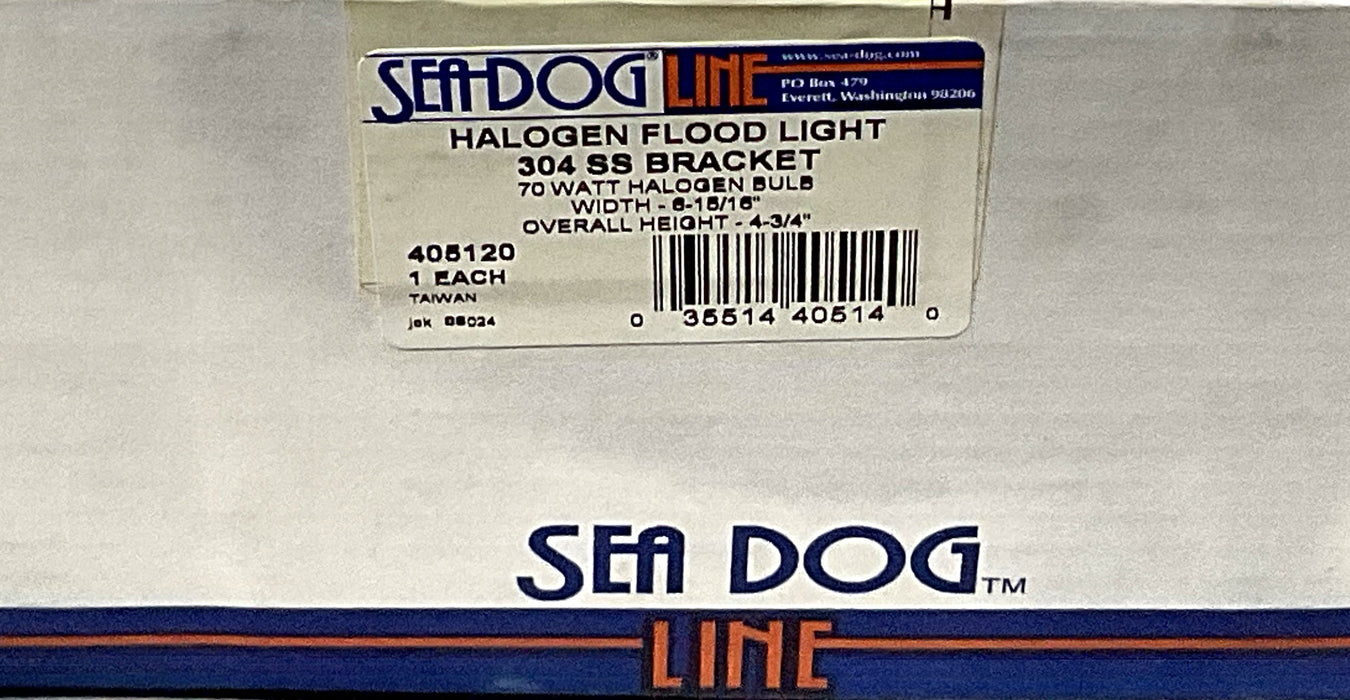 H
SEA-DOG® LINE
www.sea-dog.com
PO Box 479
Everett, Washington 98206
HALOGEN FLOOD LIGHT
304 SS BRACKET
70 WATT HALOGEN BULB
WIDTH - 6-15/16"
OVERALL HEIGHT - 4-3/4"
405120
1 EACH
TAIWAN
jok
0 35514 40514 0
SEA DOG™
LINE